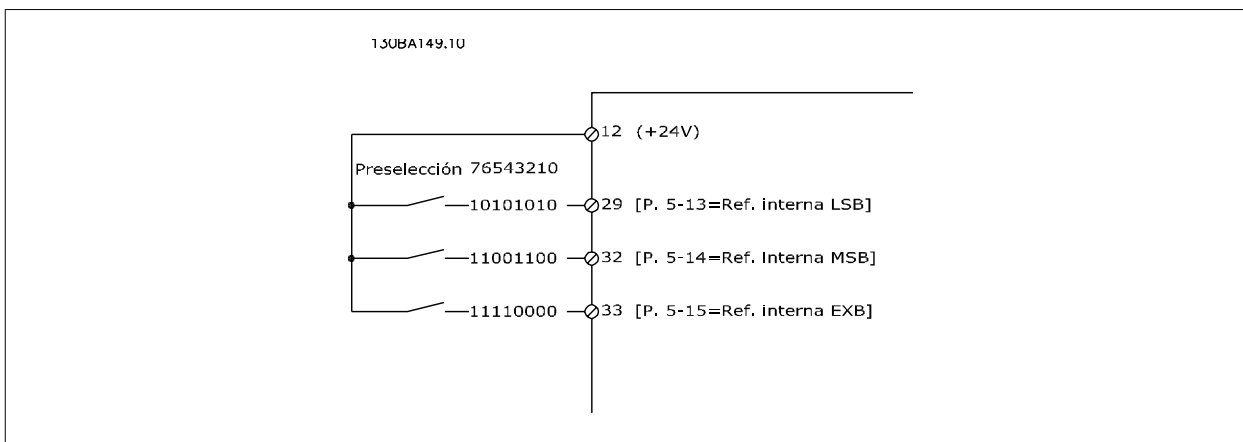 130BA149.10
12 (+24V)
Preselección 76543210
10101010 29 [P. 5-13=Ref. interna LSB]
11001100 32 [P. 5-14=Ref. interna MSB]
11110000 33 [P. 5-15=Ref. interna EXB]